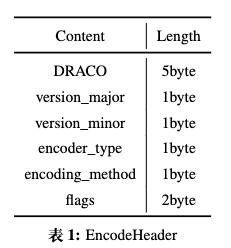 Content Length
DRACO 5byte
version_major 1byte
version_minor 1byte
encoder_type 1byte
encoding_method 1byte
flags 2byte
表 1: EncodeHeader